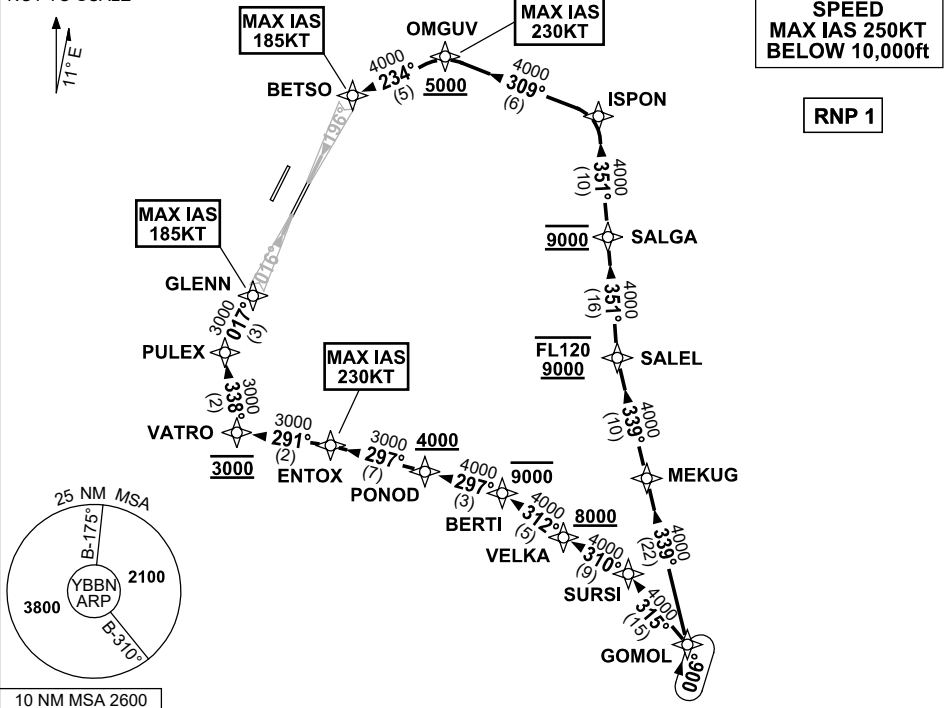 NOT TO SCALE
11° E
MAX IAS
185KT
OMGUV
MAX IAS
230KT
SPEED
MAX IAS 250KT
BELOW 10,000ft
RNP 1
BETSO
4000
234°
(5)
5000
4000
309°
(6)
ISPON
196°
4000
351°
(10)
MAX IAS
185KT
9000
SALGA
016°
GLENN
4000
351°
(16)
3000
017°
(3)
PULEX
MAX IAS
230KT
FL120
9000
SALEL
3000
338°
(2)
4000
339°
(10)
VATRO
3000
3000
291°
(2)
ENTOX
3000
297°
(7)
4000
PONOD
4000
297°
(3)
9000
BERTI
MEKUG
4000
312°
(5)
8000
VELKA
4000
310°
(9)
SURSI
4000
339°
(22)
4000
315°
(15)
GOMOL
006°
25 NM MSA
B-175°
YBBN
ARP
2100
3800
B-310°
10 NM MSA 2600